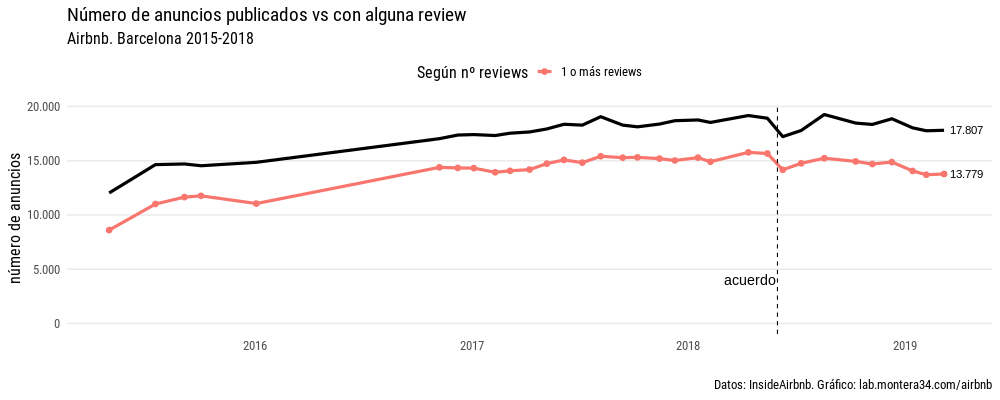 Número de anuncios publicados vs con alguna review
Airbnb. Barcelona 2015-2018
Según nº reviews 1 o más reviews
número de anuncios
20.000
15.000
10.000
5.000
0
17.807
13.779
acuerdo
2016 2017 2018 2019
Datos: InsideAirbnb. Gráfico: lab.montera34.com/airbnb